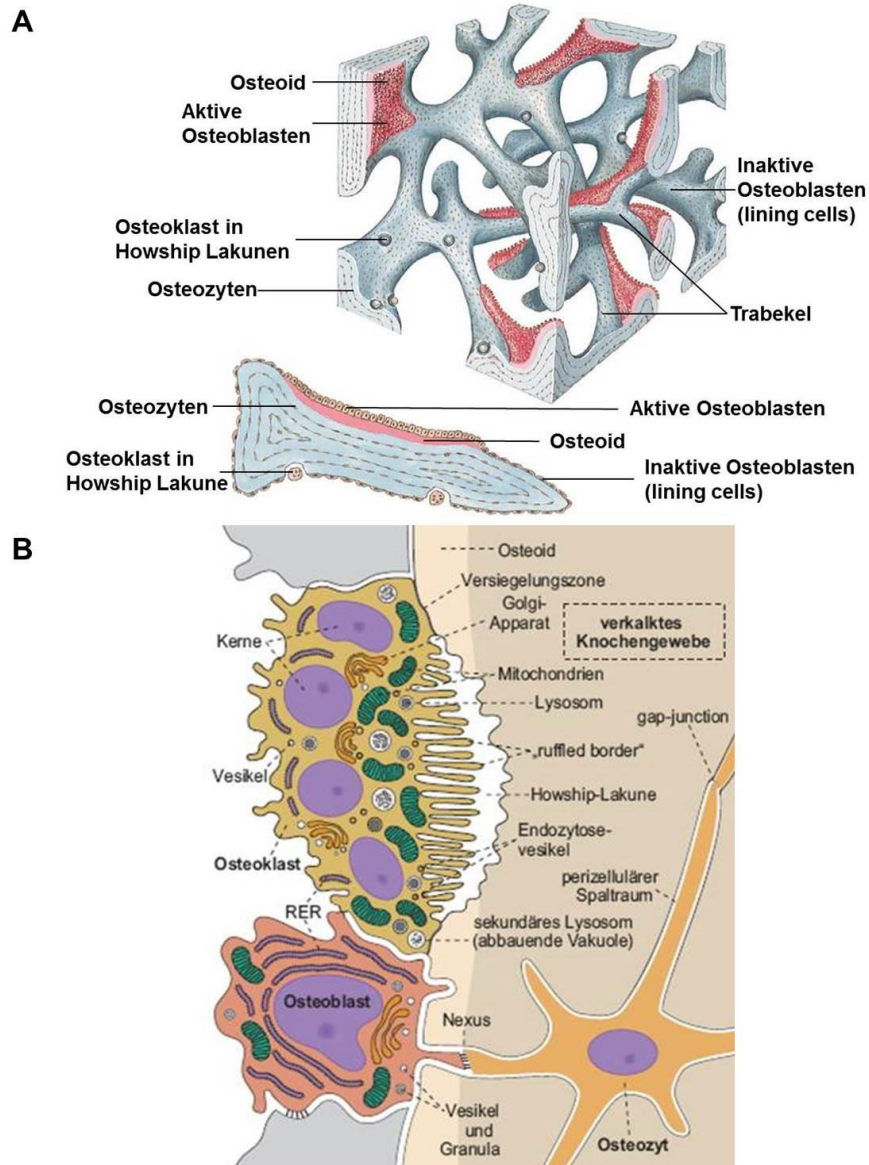 A
Osteoid
Aktive
Osteoblasten
Osteoklast in
Howship Lakunen
Osteozyten
Inaktive
Osteoblasten
(lining cells)
Trabekel
Osteozyten
Osteoklast in
Howship Lakune
Aktive Osteoblasten
Osteoid
Inaktive Osteoblasten
(lining cells)
B
Osteoid
Versiegelungszone
Golgi-
Apparat
verkalktes
Knochengewebe
Kerne
Mitochondrien
Lysosom
gap-junction
Vesikel
„ruffled border“
Howship-Lakune
Endozytose-
vesikel
Osteoklast
perizellulärer
Spaltraum
RER
sekundäres Lysosom
(abbauende Vakuole)
Osteoblast
Nexus
Vesikel
und
Granula
Osteozyt